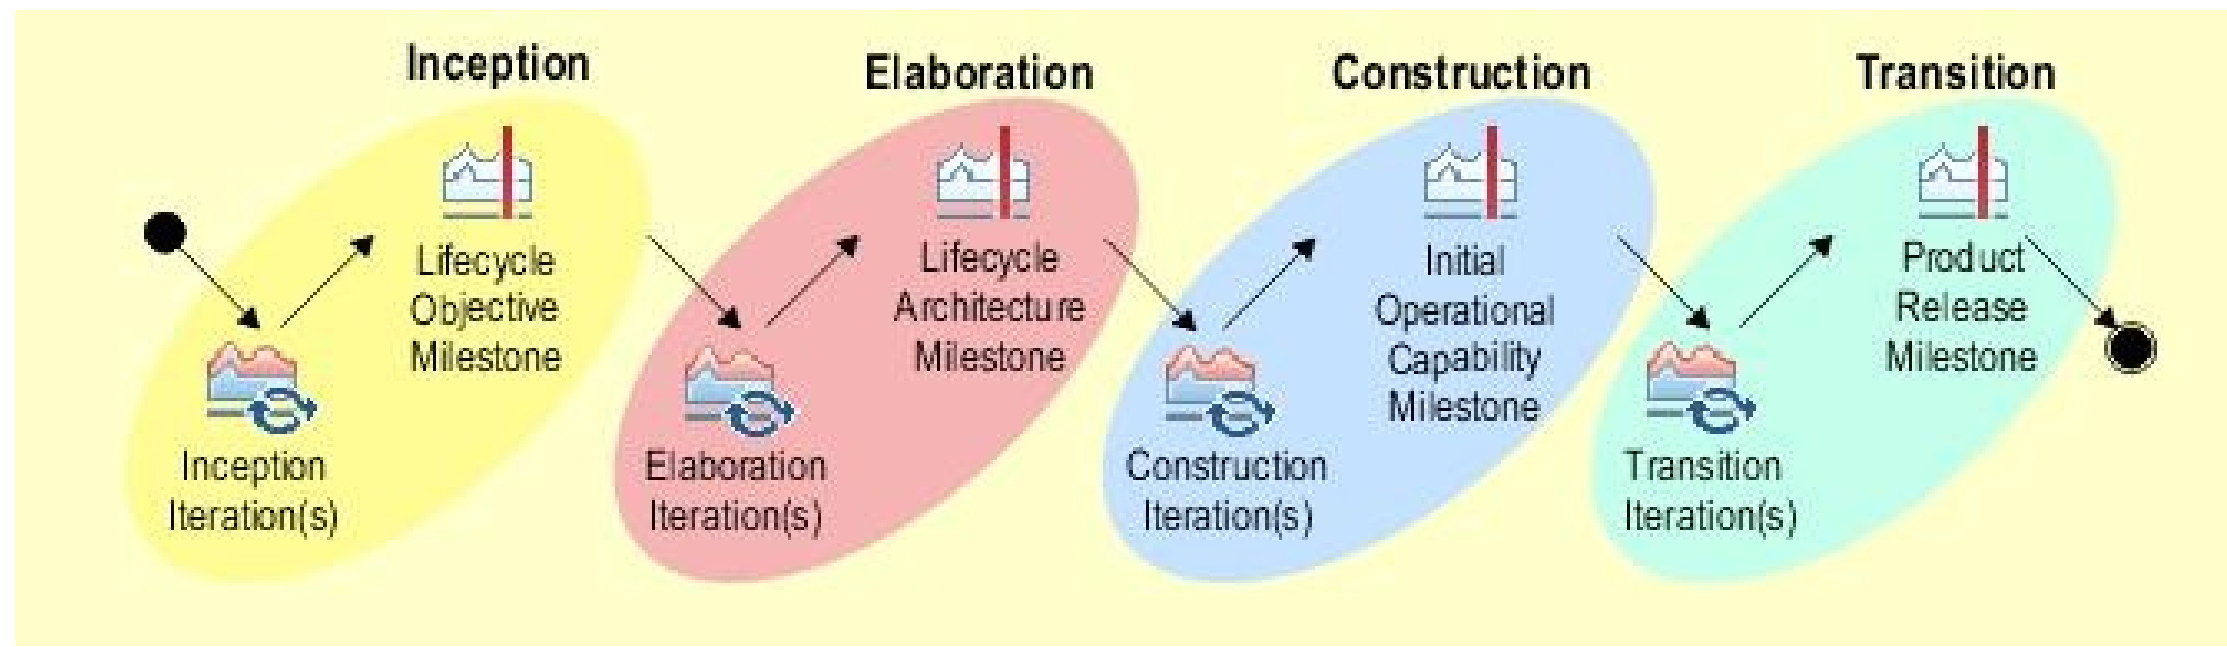 Inception
Lifecycle
Objective
Milestone
Inception
Iteration(s)
Elaboration
Lifecycle
Architecture
Milestone
Elaboration
Iteration(s)
Construction
Initial
Operational
Capability
Milestone
Construction
Iteration(s)
Transition
Product
Release
Milestone
Transition
Iteration(s)